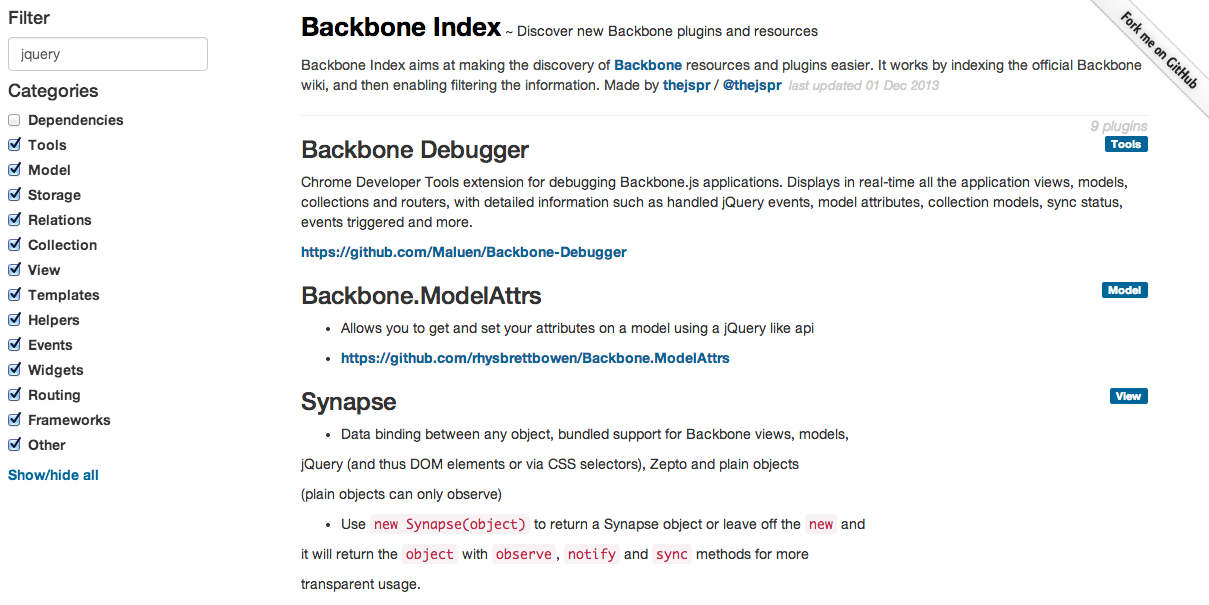 Filter
jquery
Categories
Dependencies
Tools
Model
Storage
Relations
Collection
View
Templates
Helpers
Events
Widgets
Routing
Frameworks
Other
Show/hide all
Backbone Index ~ Discover new Backbone plugins and resources
Fork me on GitHub
Backbone Index aims at making the discovery of Backbone resources and plugins easier. It works by indexing the official Backbone
wiki, and then enabling filtering the information. Made by thejspr / @thejspr last updated 01 Dec 2013
9 plugins
Backbone Debugger
Tools
Chrome Developer Tools extension for debugging Backbone.js applications. Displays in real-time all the application views, models,
collections and routers, with detailed information such as handled jQuery events, model attributes, collection models, sync status,
events triggered and more.
https://github.com/Maluen/Backbone-Debugger
Backbone.ModelAttrs
Model
• Allows you to get and set your attributes on a model using a jQuery like api
• https://github.com/rhysbrettbowen/Backbone.ModelAttrs
Synapse
View
• Data binding between any object, bundled support for Backbone views, models,
jQuery (and thus DOM elements or via CSS selectors), Zepto and plain objects
(plain objects can only observe)
• Use new Synapse(object) to return a Synapse object or leave off the new and
it will return the object with observe, notify and sync methods for more
transparent usage.